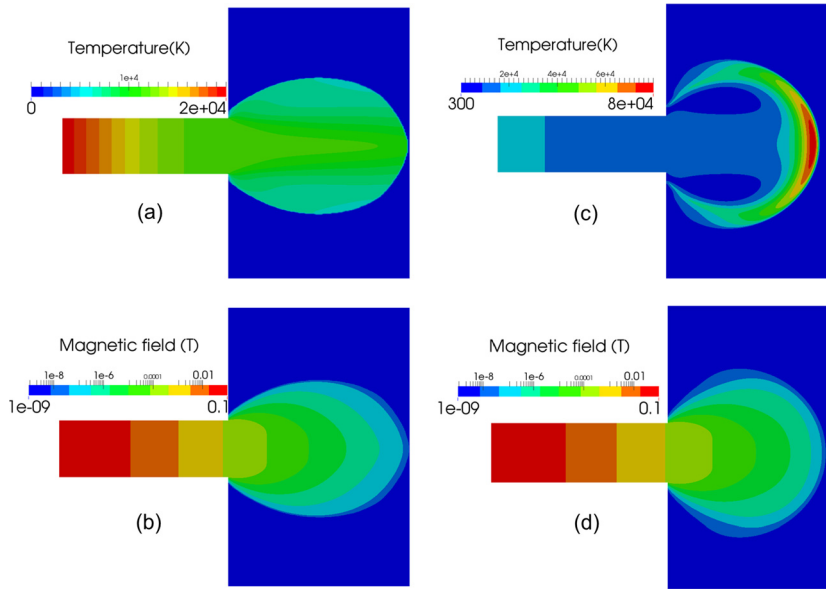 Temperature(K)
1e+4
0
2e+04
(a)
Temperature(K)
2e+4 4e+4 6e+4
300
8e+04
(c)
Magnetic field (T)
1e-8 1e-6 0.0001 0.01
1e-09
0.1
(b)
Magnetic field (T)
1e-8 1e-6 0.0001 0.01
1e-09
0.1
(d)